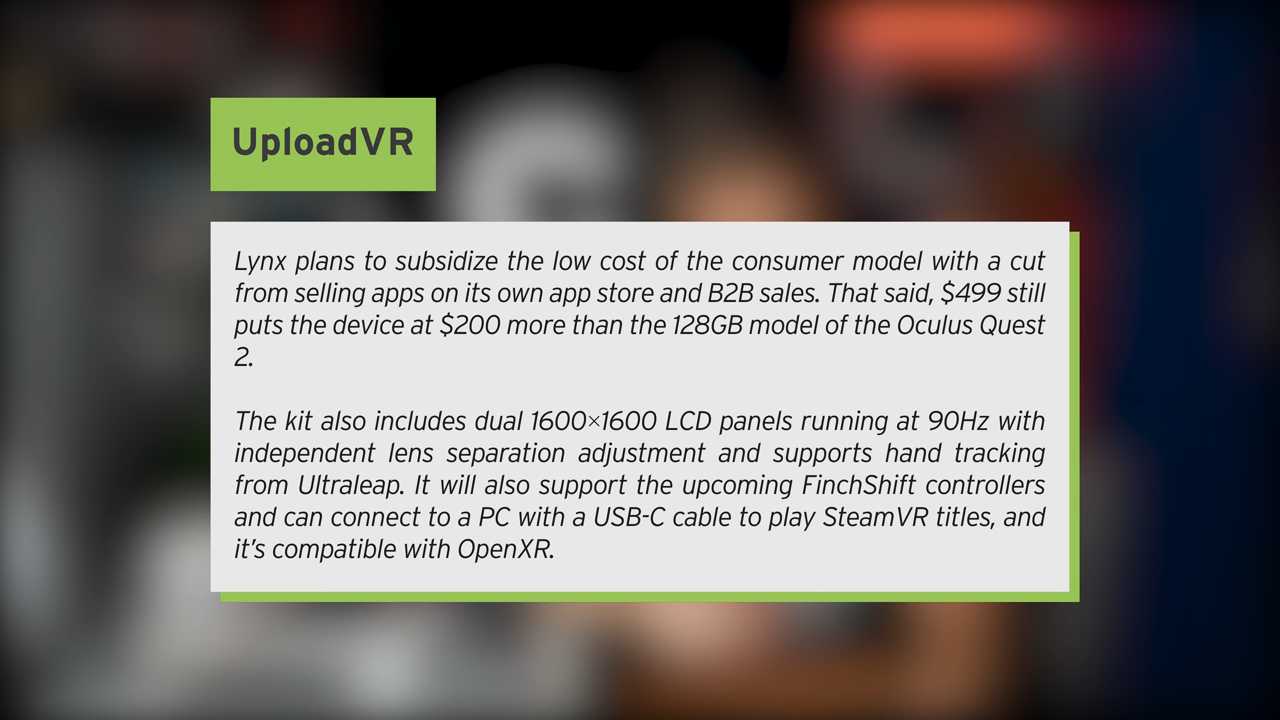 UploadVR
Lynx plans to subsidize the low cost of the consumer model with a cut
from selling apps on its own app store and B2B sales. That said, $499 still
puts the device at $200 more than the 128GB model of the Oculus Quest
2.
The kit also includes dual 1600×1600 LCD panels running at 90Hz with
independent lens separation adjustment and supports hand tracking
from Ultraleap. It will also support the upcoming FinchShift controllers
and can connect to a PC with a USB-C cable to play SteamVR titles, and
it's compatible with OpenXR.